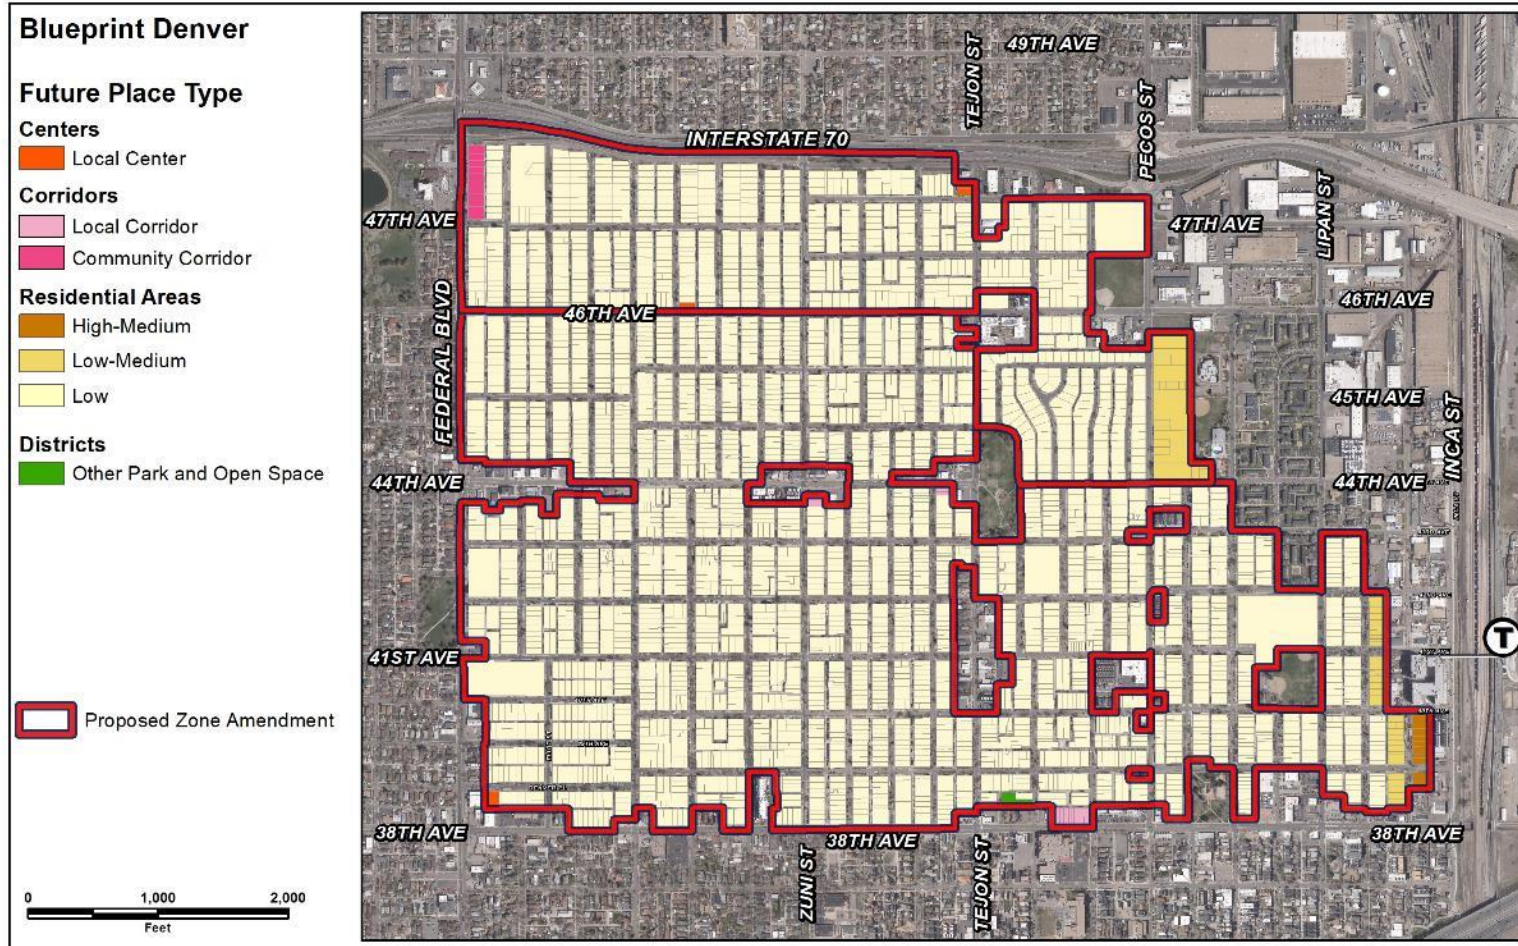 Blueprint Denver
Future Place Type
Centers
Local Center
Corridors
Local Corridor
Community Corridor
Residential Areas
High-Medium
Low-Medium
Low
Districts
Other Park and Open Space
Proposed Zone Amendment
0 1,000 2,000
Feet
TEJON ST
49TH AVE
PECOS ST
INTERSTATE 70
47TH AVE
47TH AVE
LIPAN ST
FEDERAL BLVD
46TH AVE
46TH AVE
45TH AVE
INCA ST
44TH AVE
44TH AVE
41ST AVE
T
38TH AVE
38TH AVE
38TH AVE
ZUNI ST
TEJON ST